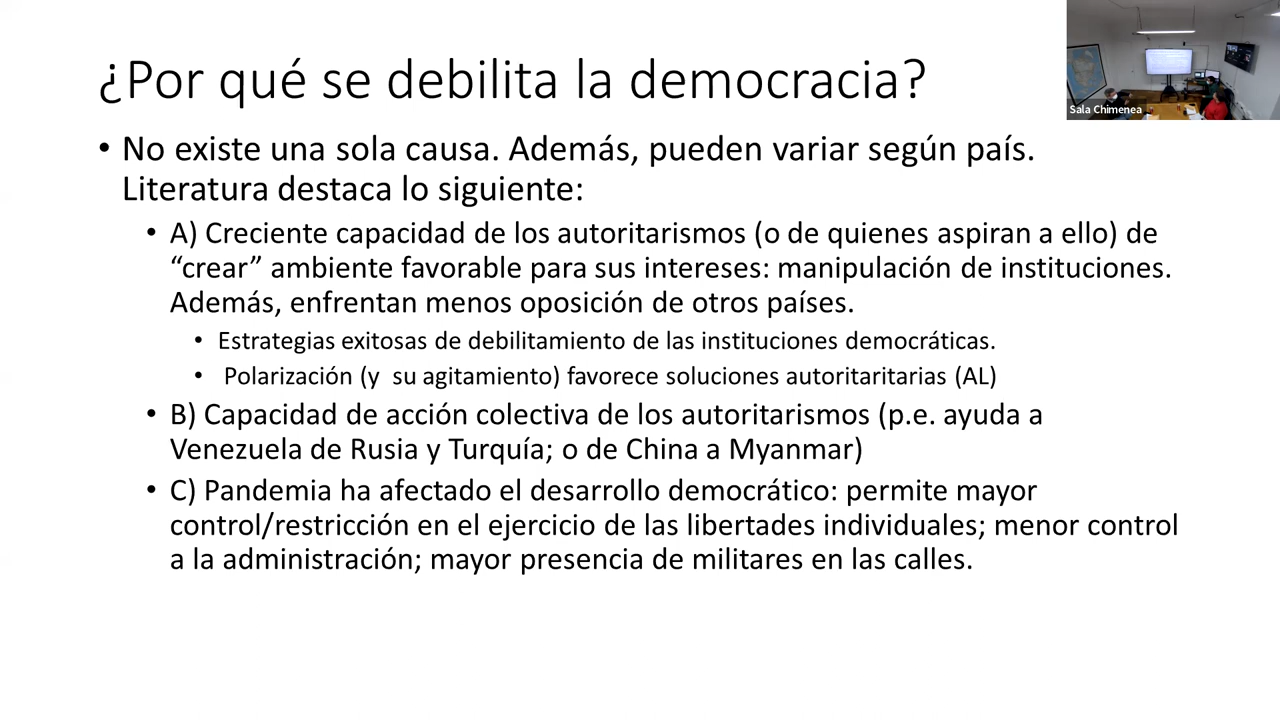 ¿Por qué se debilita la democracia?
Sala Chimenea
• No existe una sola causa. Además, pueden variar según país.
Literatura destaca lo siguiente:
• A) Creciente capacidad de los autoritarismos (o de quienes aspiran a ello) de
“crear” ambiente favorable para sus intereses: manipulación de instituciones.
Además, enfrentan menos oposición de otros países.
• Estrategias exitosas de debilitamiento de las instituciones democráticas.
• Polarización (y su agitamiento) favorece soluciones autoritaritarias (AL)
• B) Capacidad de acción colectiva de los autoritarismos (p.e. ayuda a
Venezuela de Rusia y Turquía; o de China a Myanmar)
• C) Pandemia ha afectado el desarrollo democrático: permite mayor
control/restricción en el ejercicio de las libertades individuales; menor control
a la administración; mayor presencia de militares en las calles.